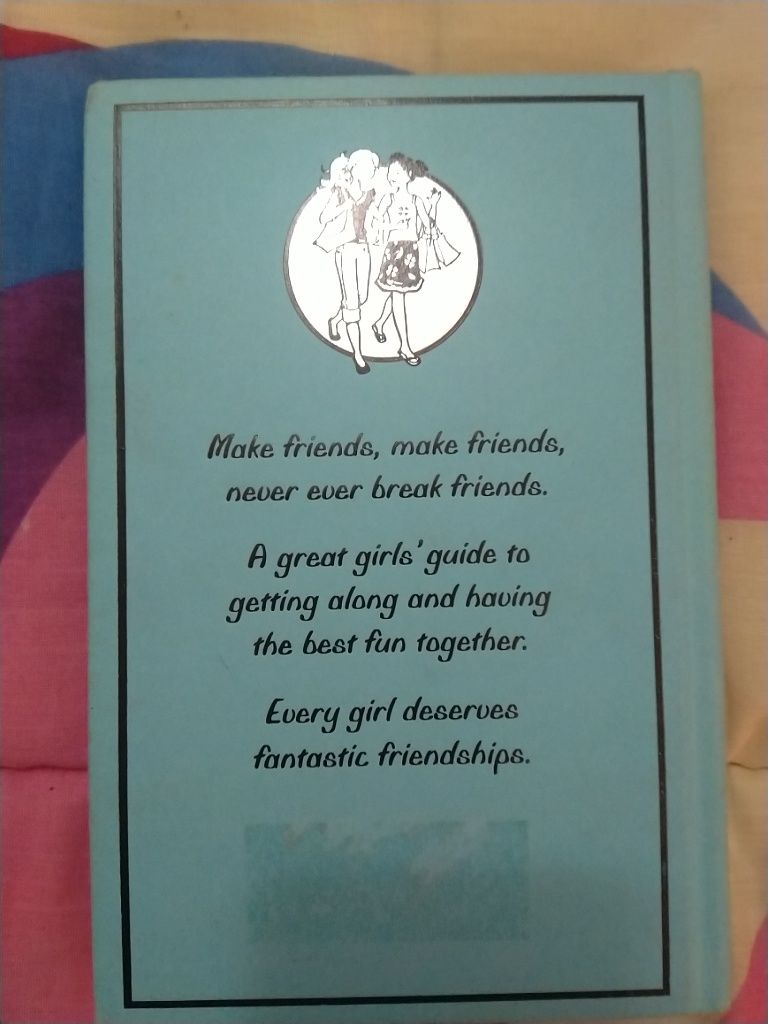 Make friends, make friends,
never ever break friends.
A great girls' guide to
getting along and having
the best fun together.
Every girl deserves
fantastic friendships.